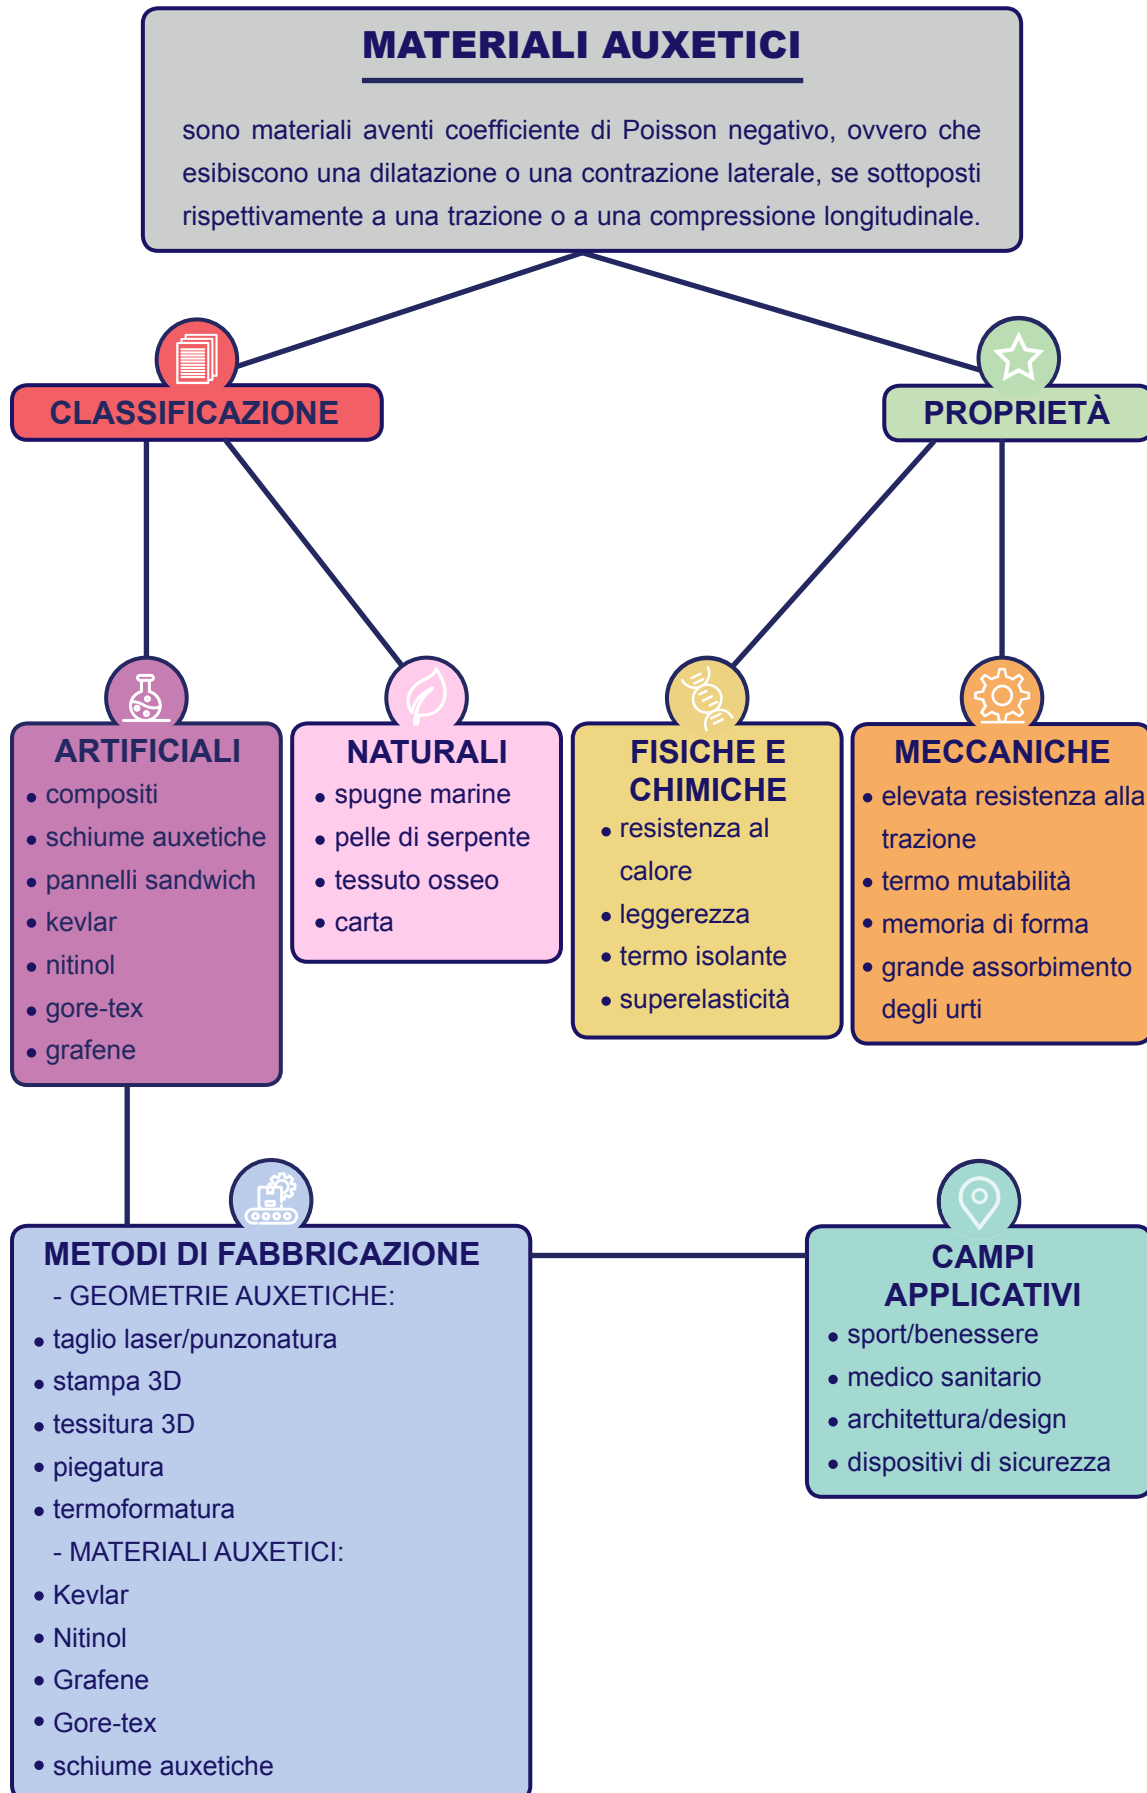 MATERIALI AUXETICI
sono materiali aventi coefficiente di Poisson negativo, ovvero che
esibiscono una dilatazione o una contrazione laterale, se sottoposti
rispettivamente a una trazione o a una compressione longitudinale.
CLASSIFICAZIONE
PROPRIETÀ
ARTIFICIALI
• compositi
• schiume auxetiche
• pannelli sandwich
• kevlar
• nitinol
• gore-tex
• grafene
NATURALI
• spugne marine
• pelle di serpente
• tessuto osseo
• carta
FISICHE E
CHIMICHE
• resistenza al
calore
• leggerezza
• termo isolante
• superelasticità
MECCANICHE
• elevata resistenza alla
trazione
• termo mutabilità
• memoria di forma
• grande assorbimento
degli urti
METODI DI FABBRICAZIONE
- GEOMETRIE AUXETICHE:
• taglio laser/punzonatura
• stampa 3D
• tessitura 3D
• piegatura
• termoformatura
- MATERIALI AUXETICI:
• Kevlar
• Nitinol
• Grafene
• Gore-tex
• schiume auxetiche
CAMPI
APPLICATIVI
• sport/benessere
• medico sanitario
• architettura/design
• dispositivi di sicurezza